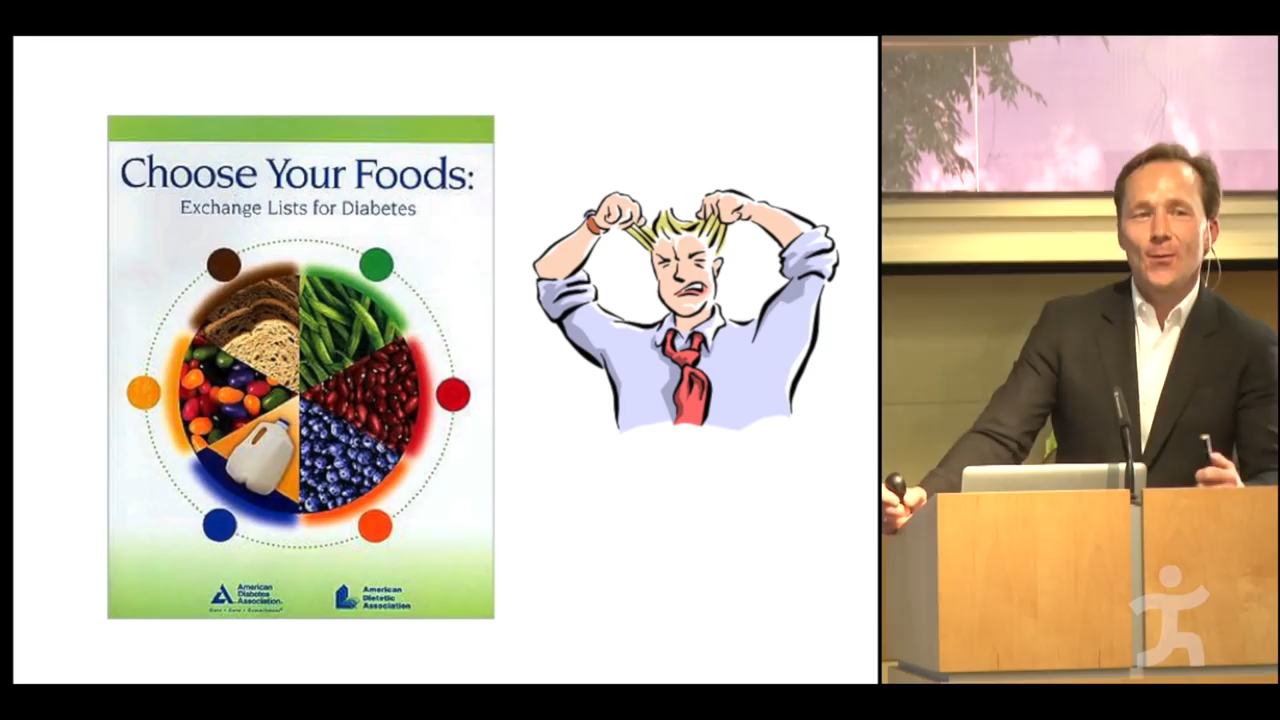 Choose Your Foods:
Exchange Lists for Diabetes
American
Diabetes
Association.
American
Dietetic
Association